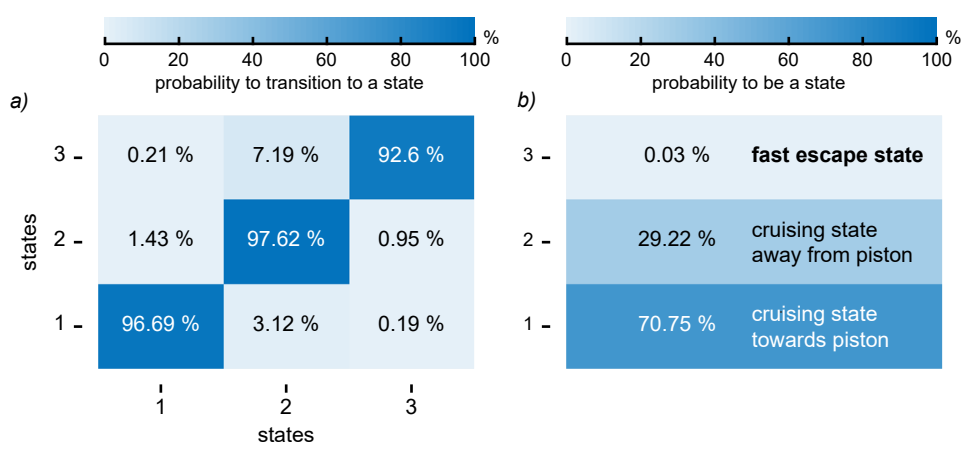 %
0 20 40 60 80 100
probability to transition to a state
%
0 20 40 60 80 100
probability to be a state
a)
states
3
0.21 % 7.19 % 92.6 %
2
1.43 % 97.62 % 0.95 %
1
96.69 % 3.12 % 0.19 %
1 2 3
states
b)
3
0.03 % fast escape state
2
29.22 % cruising state
away from piston
1
70.75 % cruising state
towards piston